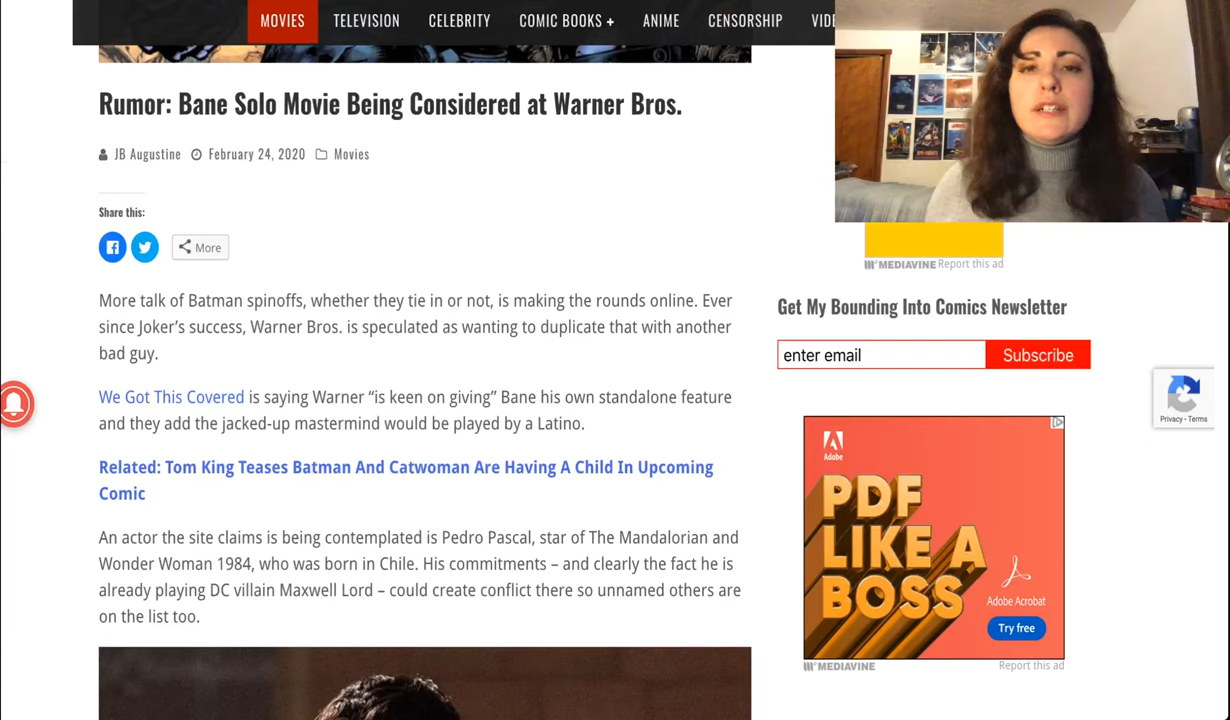 MOVIES TELEVISION CELEBRITY COMIC BOOKS + ANIME CENSORSHIP
Rumor: Bane Solo Movie Being Considered at Warner Bros.
JB Augustine February 24, 2020 Movies
Share this:
More
More talk of Batman spinoffs, whether they tie in or not, is making the rounds online. Ever
since Joker's success, Warner Bros. is speculated as wanting to duplicate that with another
bad guy.
We Got This Covered is saying Warner “is keen on giving” Bane his own standalone feature
and they add the jacked-up mastermind would be played by a Latino.
Related: Tom King Teases Batman And Catwoman Are Having A Child In Upcoming
Comic
An actor the site claims is being contemplated is Pedro Pascal, star of The Mandalorian and
Wonder Woman 1984, who was born in Chile. His commitments – and clearly the fact he is
already playing DC villain Maxwell Lord – could create conflict there so unnamed others are
on the list too.
MEDIAVINE Report this ad
Get My Bounding Into Comics Newsletter
enter email Subscribe
Privacy - Terms
Adobe
PDF
LIKE A
BOSS
Adobe Acrobat
Try free
MEDIAVINE Report this ad